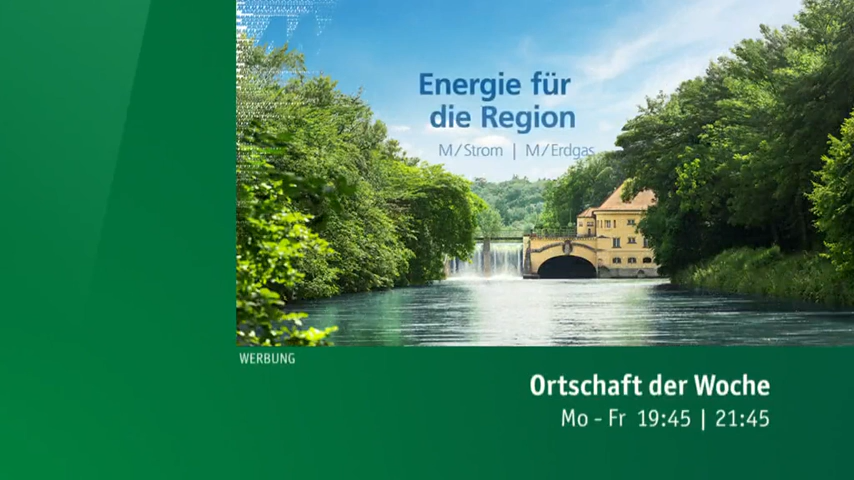 Energie für
die Region
M/Strom | M/Erdgas
WERBUNG
Ortschaft der Woche
Mo - Fr 19:45 | 21:45